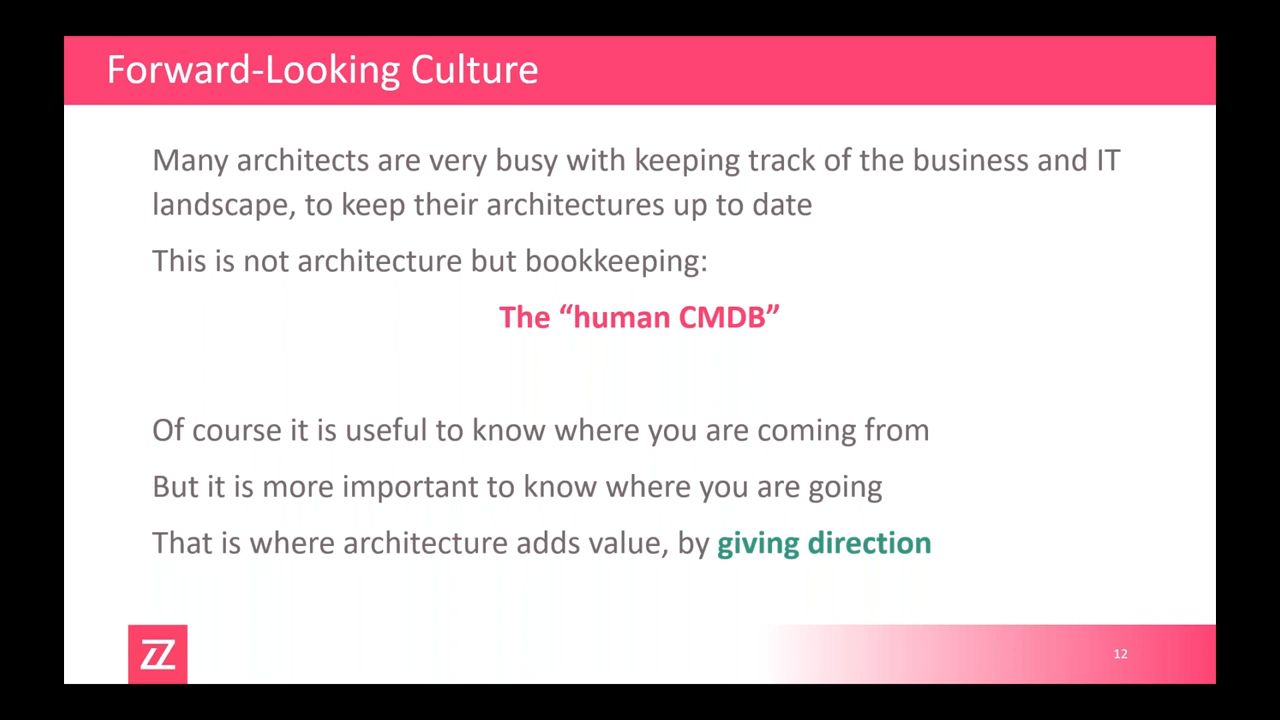 Forward-Looking Culture
Many architects are very busy with keeping track of the business and IT
landscape, to keep their architectures up to date
This is not architecture but bookkeeping:
The “human CMDB”
Of course it is useful to know where you are coming from
But it is more important to know where you are going
That is where architecture adds value, by giving direction
12